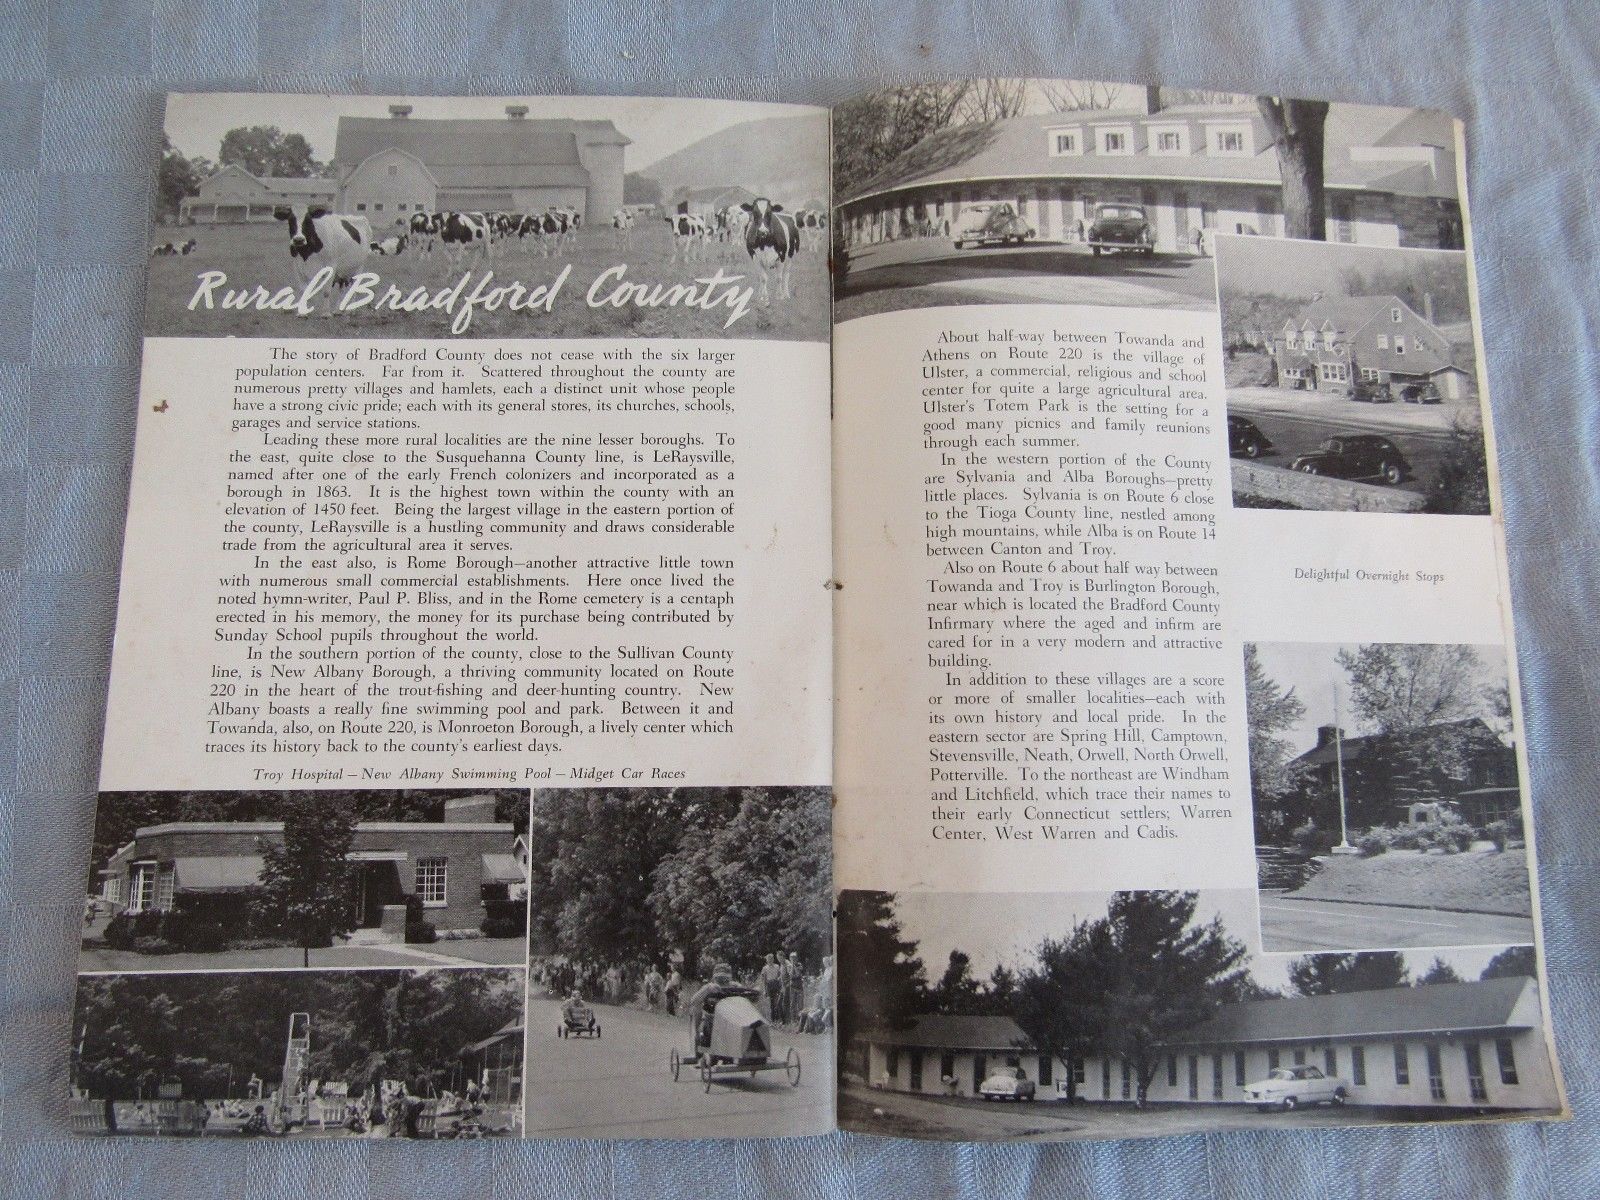 Rural Bradford County
The story of Bradford County does not cease with the six larger
population centers. Far from it. Scattered throughout the county are
numerous pretty villages and hamlets, each a distinct unit whose people
have a strong civic pride; each with its general stores, its churches, schools,
garages and service stations.
Leading these more rural localities are the nine lesser boroughs. To
the east, quite close to the Susquehanna County line, is LeRaysville,
named after one of the early French colonizers and incorporated as a
borough in 1863. It is the highest town within the county with an
elevation of 1450 feet. Being the largest village in the eastern portion of
the county, LeRaysville is a hustling community and draws considerable
trade from the agricultural area it serves.
In the east also, is Rome Borough—another attractive little town
with numerous small commercial establishments. Here once lived the
noted hymn-writer, Paul P. Bliss, and in the Rome cemetery is a centaph
erected in his memory, the money for its purchase being contributed by
Sunday School pupils throughout the world.
In the southern portion of the county, close to the Sullivan County
line, is New Albany Borough, a thriving community located on Route
220 in the heart of the trout-fishing and deer-hunting country. New
Albany boasts a really fine swimming pool and park. Between it and
Towanda, also, on Route 220, is Monroeton Borough, a lively center which
traces its history back to the county's earliest days.
Troy Hospital — New Albany Swimming Pool — Midget Car Races
About half-way between Towanda and
Athens on Route 220 is the village of
Ulster, a commercial, religious and school
center for quite a large agricultural area.
Ulster's Totem Park is the setting for a
good many picnics and family reunions
through each summer.
In the western portion of the County
are Sylvania and Alba Boroughs—pretty
little places. Sylvania is on Route 6 close
to the Tioga County line, nestled among
high mountains, while Alba is on Route 14
between Canton and Troy.
Also on Route 6 about half way between
Towanda and Troy is Burlington Borough,
near which is located the Bradford County
Infirmary where the aged and infirm are
cared for in a very modern and attractive
building.
In addition to these villages are a score
or more of smaller localities—each with
its own history and local pride. In the
eastern sector are Spring Hill, Camptown,
Stevensville, Neath, Orwell, North Orwell,
Potterville. To the northeast are Windham
and Litchfield, which trace their names to
their early Connecticut settlers; Warren
Center, West Warren and Cadis.
Delightful Overnight Stops